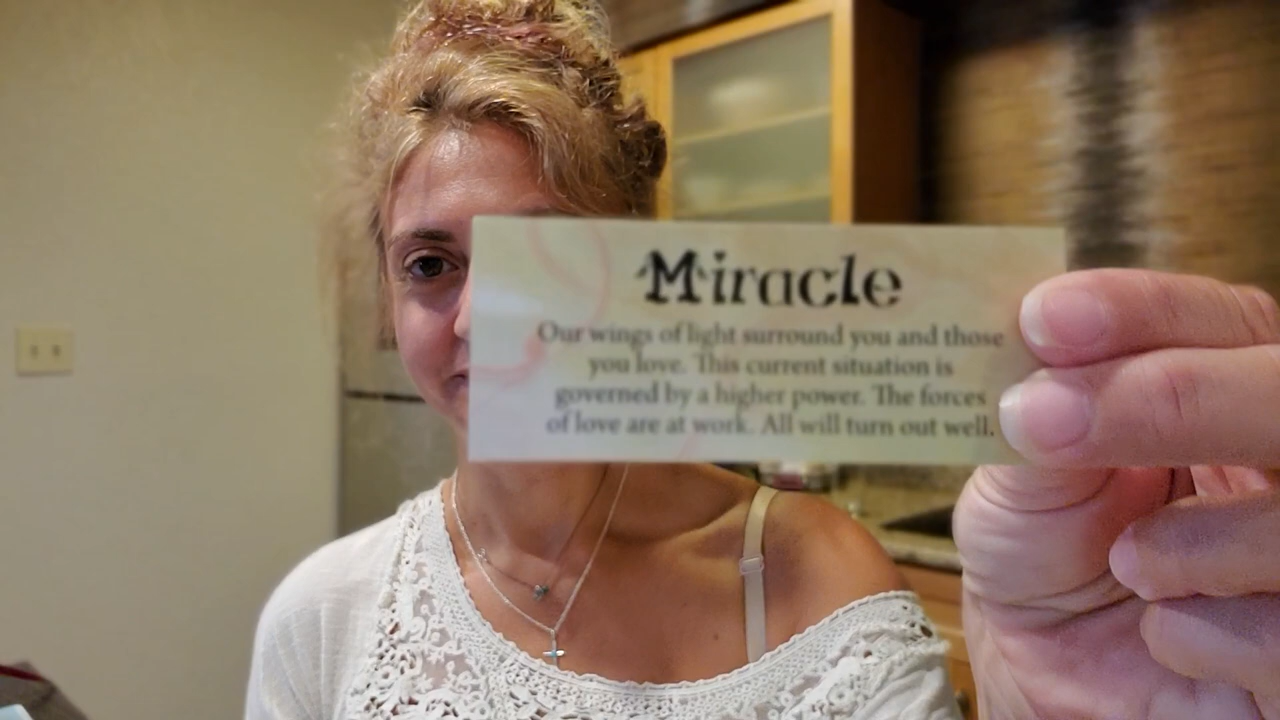 Miracle
Our wings of light surround you and those
you love. This current situation is
governed by a higher power. The forces
of love are at work. All will turn out well.